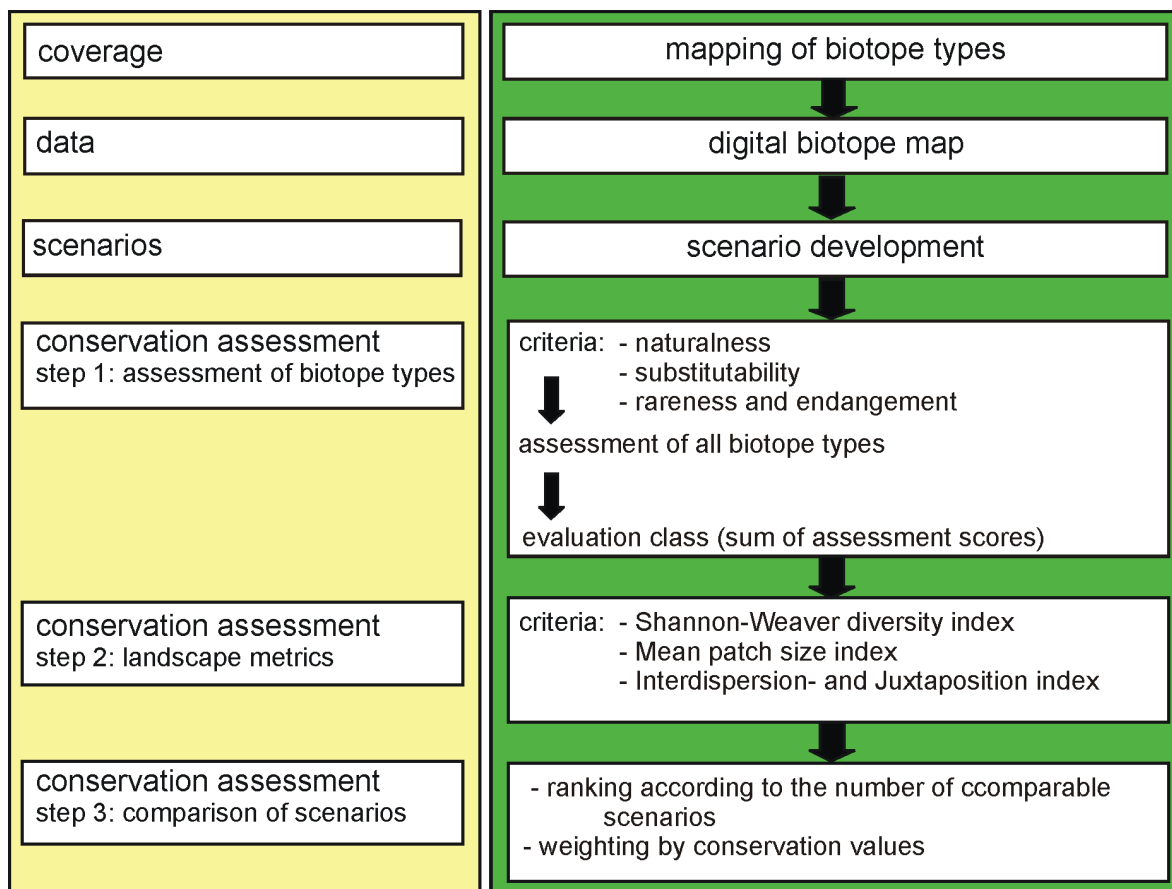 coverage
mapping of biotope types
data
digital biotope map
scenarios
scenario development
conservation assessment
step 1: assessment of biotope types
criteria: - naturalness
- substitutability
- rareness and endangement
assessment of all biotope types
evaluation class (sum of assessment scores)
conservation assessment
step 2: landscape metrics
criteria: - Shannon-Weaver diversity index
- Mean patch size index
- Interdispersion- and Juxtaposition index
conservation assessment
step 3: comparison of scenarios
- ranking according to the number of ccomparable
scenarios
- weighting by conservation values